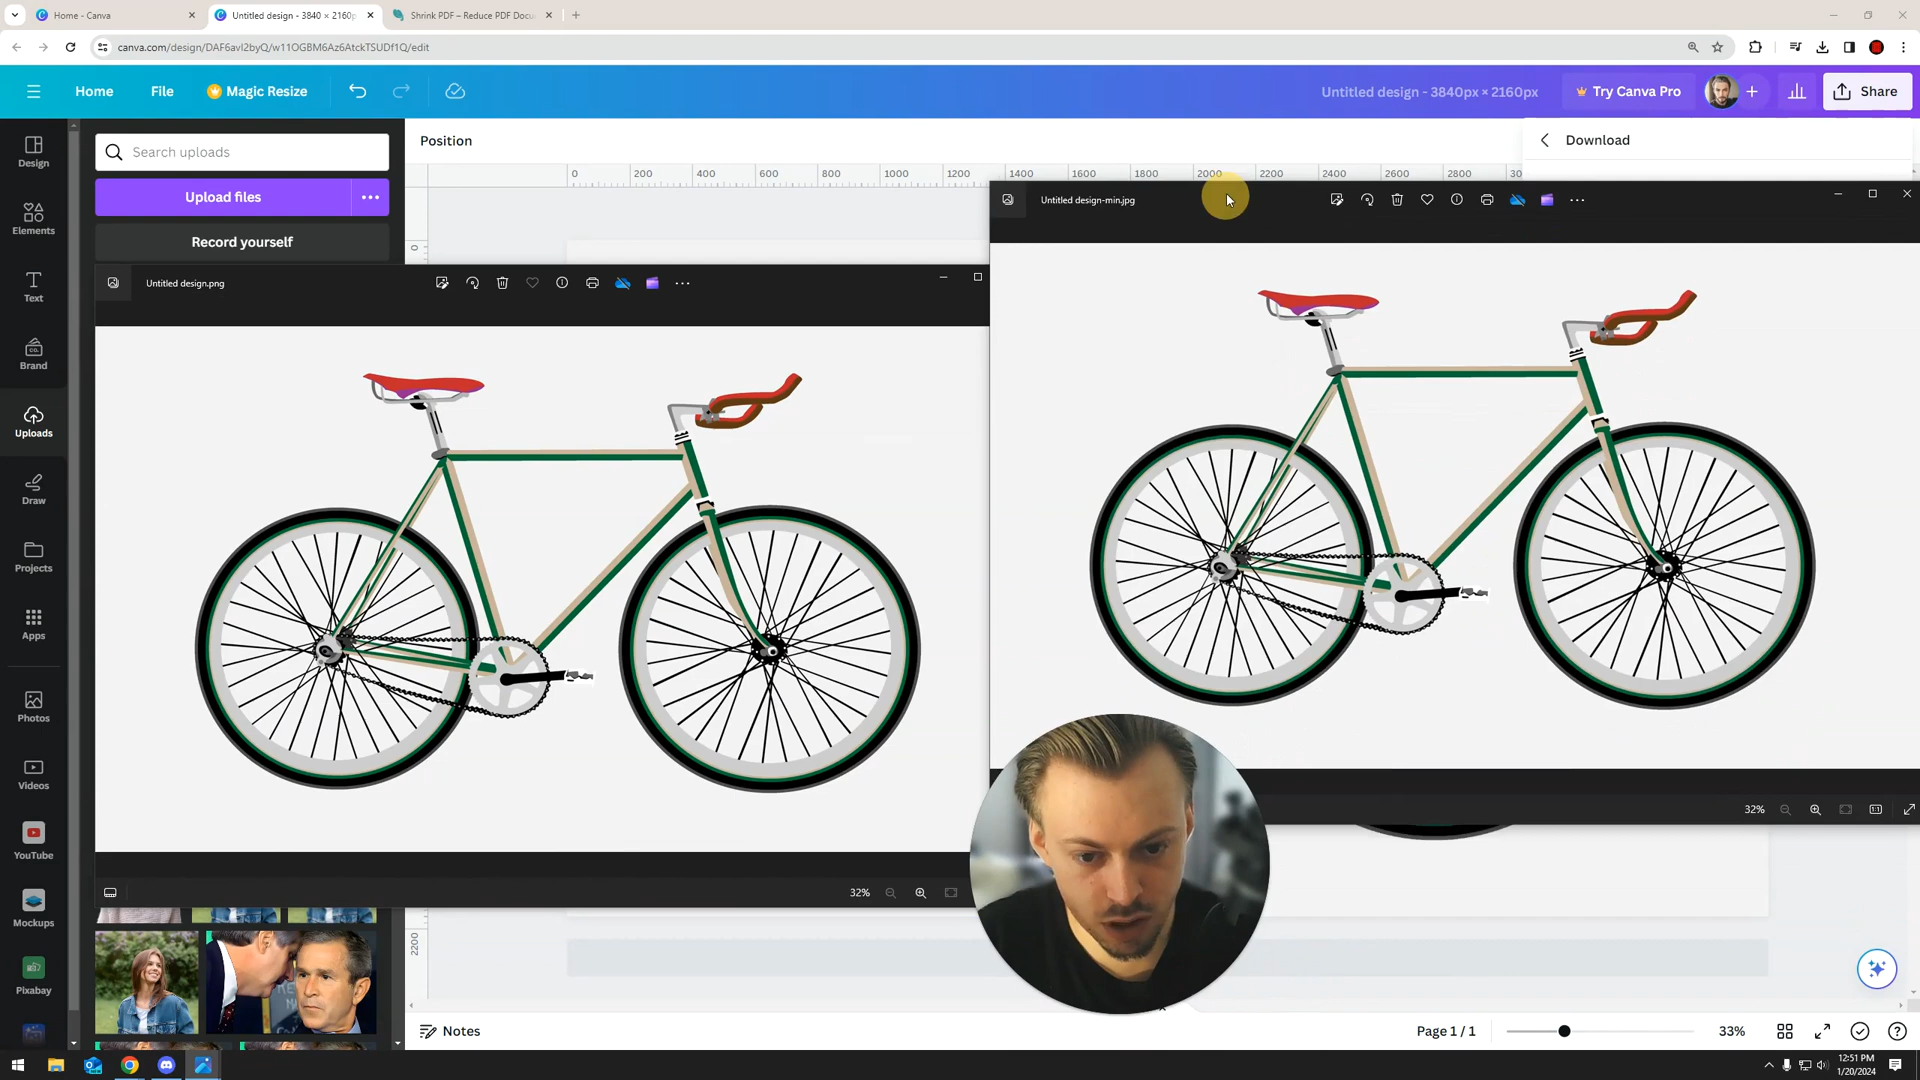 Home - Canva
Untitled design - 3840 × 2160p
Shrink PDF – Reduce PDF Docu
canva.com/design/DAF6avI2byQ/w11OGBM6Az6AtckTSUDf1Q/edit
Home
File
Magic Resize
Untitled design - 3840px × 2160px
Try Canva Pro
Share
Design
Elements
Text
Brand
Uploads
Draw
Projects
Apps
Photos
Videos
YouTube
Mockups
Pixabay
Search uploads
Upload files
Record yourself
Position
Download
0 200 400 600 800 1000 1200 1400 1600 1800 2000 2200 2400 2600 2800
0
2200
Untitled design.png
32%
Untitled design-min.jpg
32%
Notes
Page 1 / 1
33%
12:51 PM
1/20/2024